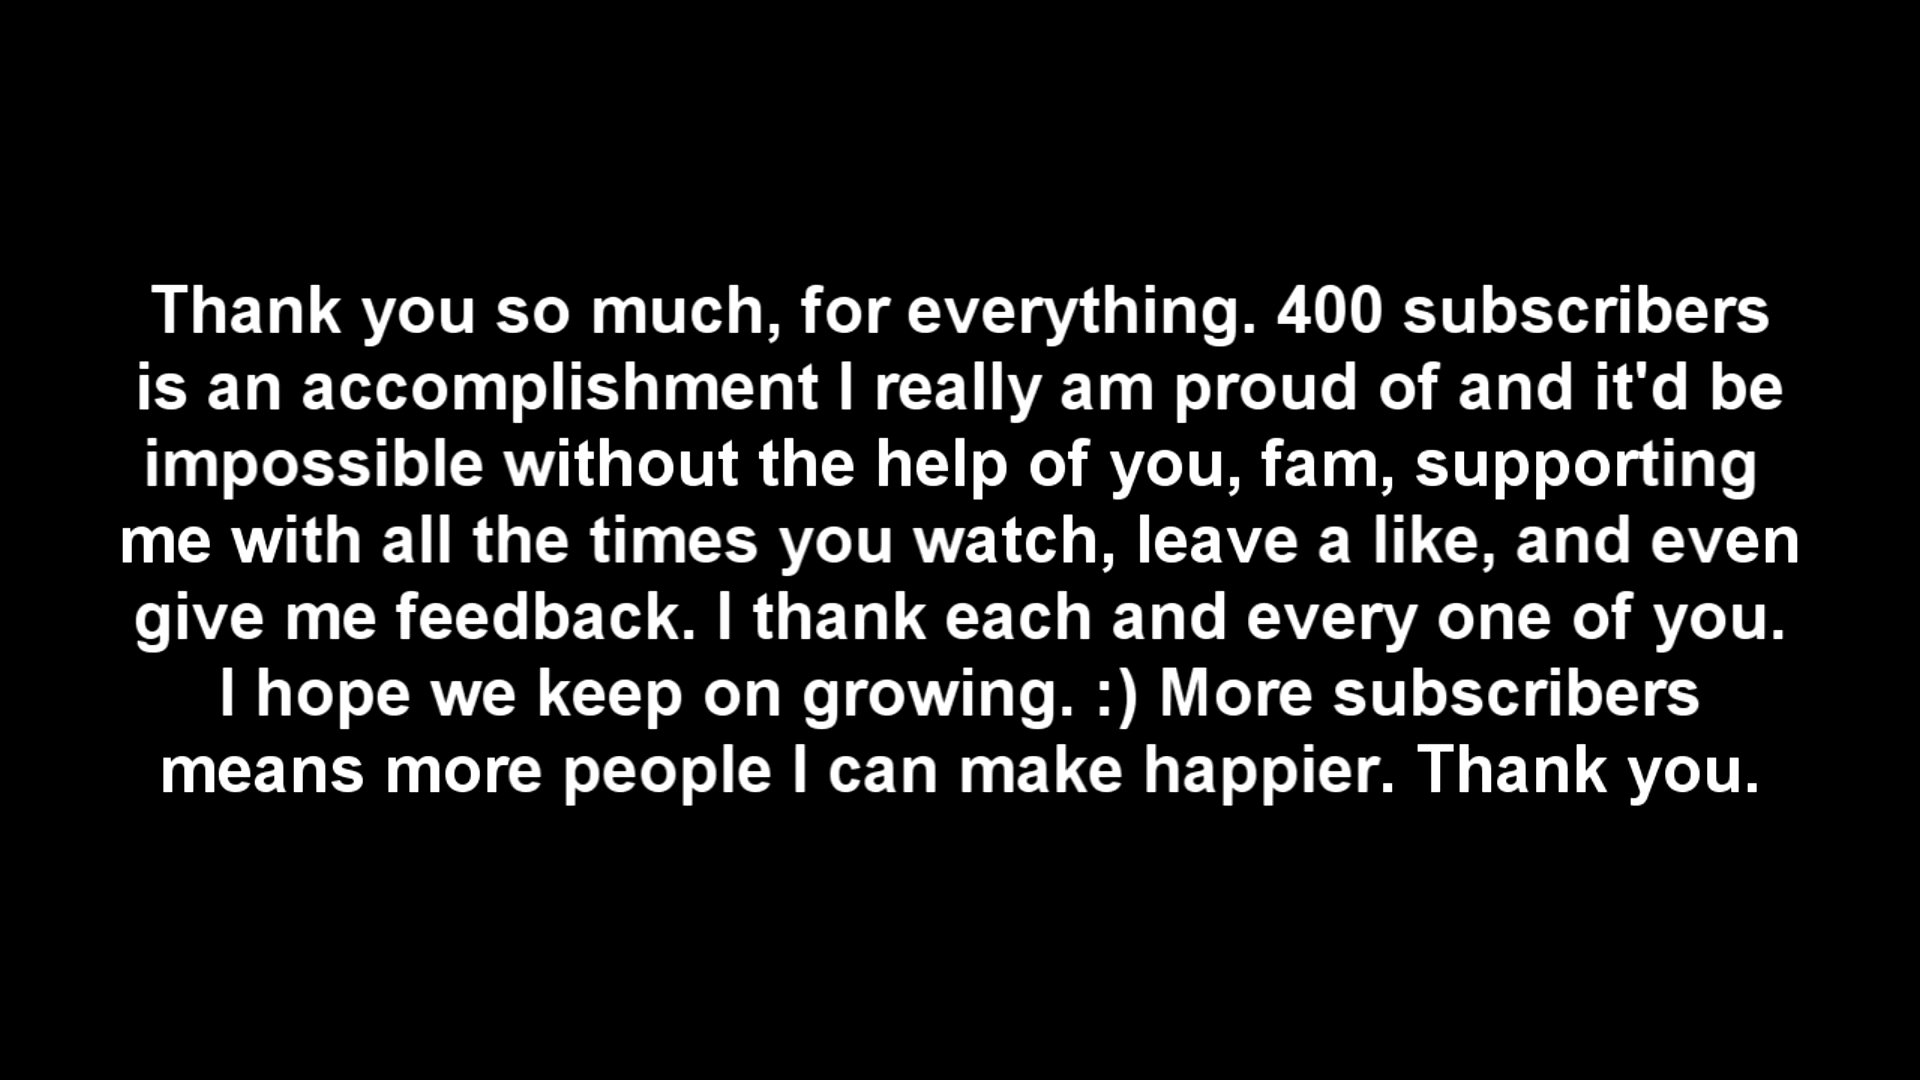 Thank you so much, for everything. 400 subscribers
is an accomplishment I really am proud of and it'd be
impossible without the help of you, fam, supporting
me with all the times you watch, leave a like, and even
give me feedback. I thank each and every one of you.
I hope we keep on growing. :) More subscribers
means more people I can make happier. Thank you.